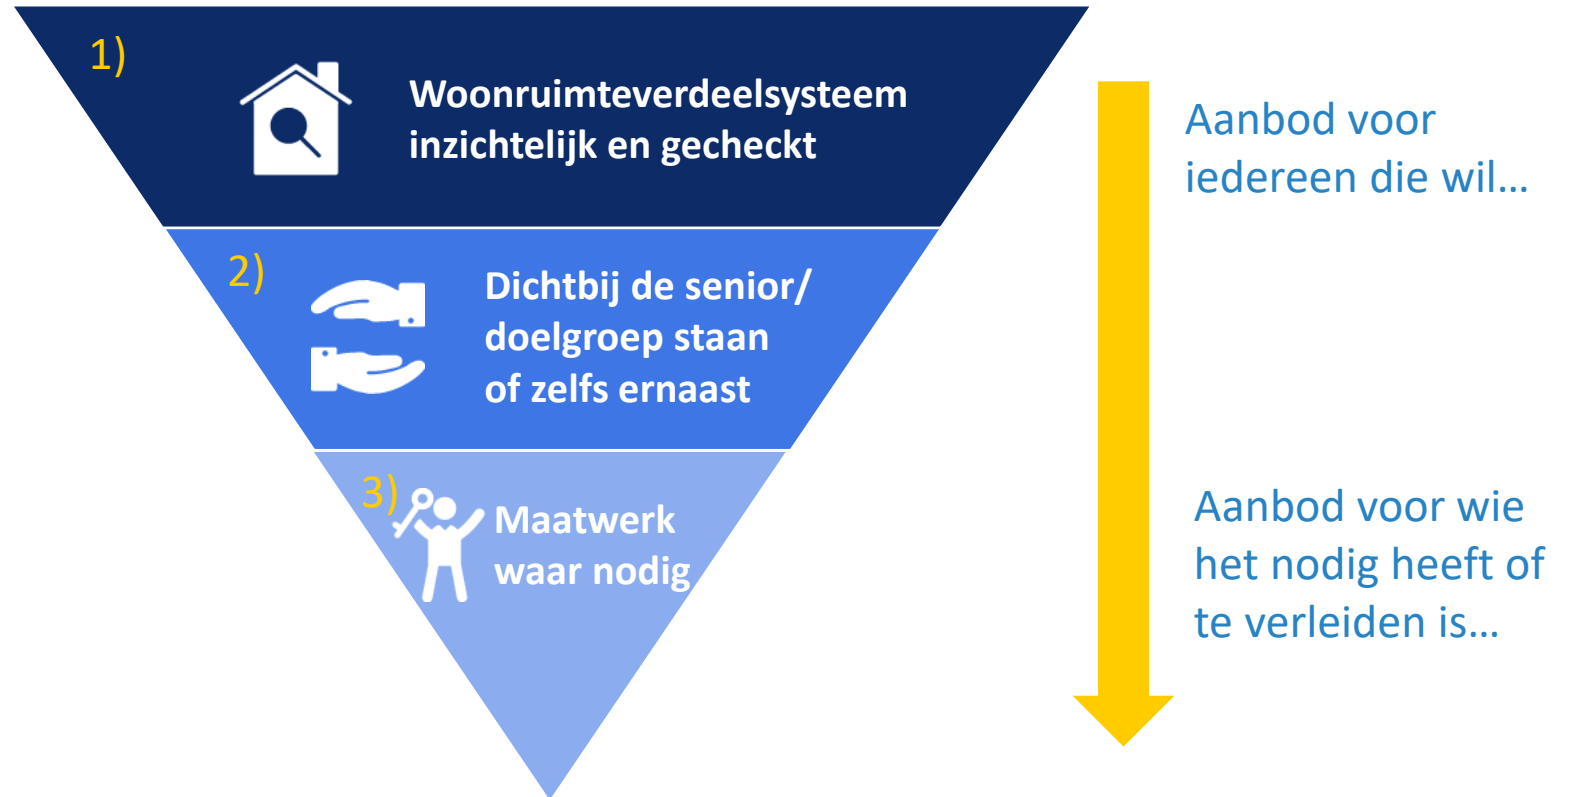 1)
Woonruimteverdeelsysteem
inzichtelijk en gecheckt
2)
Dichtbij de senior/
doelgroep staan
of zelfs ernaast
3)
Maatwerk
waar nodig
Aanbod voor
iedereen die wil...
Aanbod voor wie
het nodig heeft of
te verleiden is...